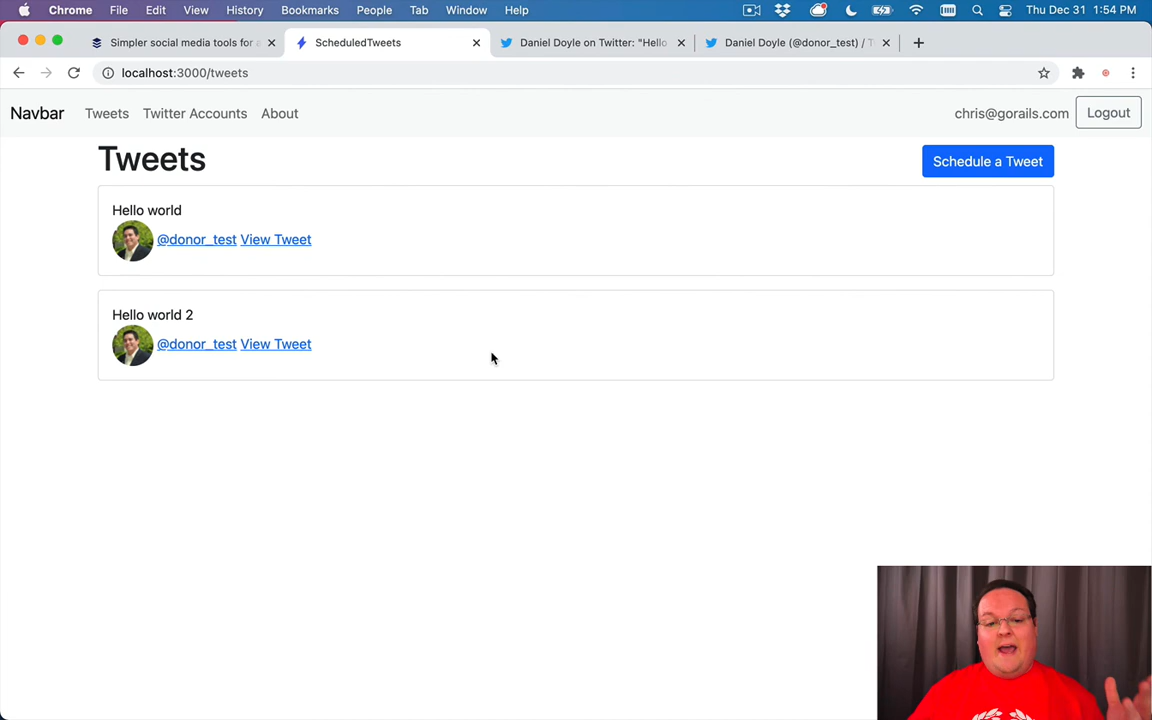 Chrome File Edit View History Bookmarks People Tab Window Help Thu Dec 31 1:54 PM
Simpler social media tools for a ScheduledTweets Daniel Doyle on Twitter: "Hello Daniel Doyle (@donor_test) / T
localhost:3000/tweets
Navbar Tweets Twitter Accounts About chris@gorails.com Logout
Tweets Schedule a Tweet
Hello world
@donor_test View Tweet
Hello world 2
@donor_test View Tweet